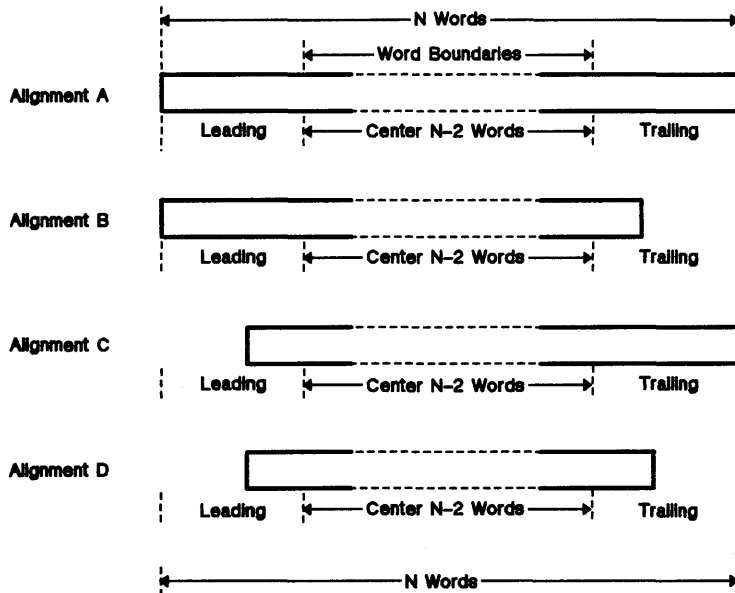 N Words
Word Boundaries
Alignment A
Leading Center N-2 Words Trailing
Alignment B
Leading Center N-2 Words Trailing
Alignment C
Leading Center N-2 Words Trailing
Alignment D
Leading Center N-2 Words Trailing
N Words